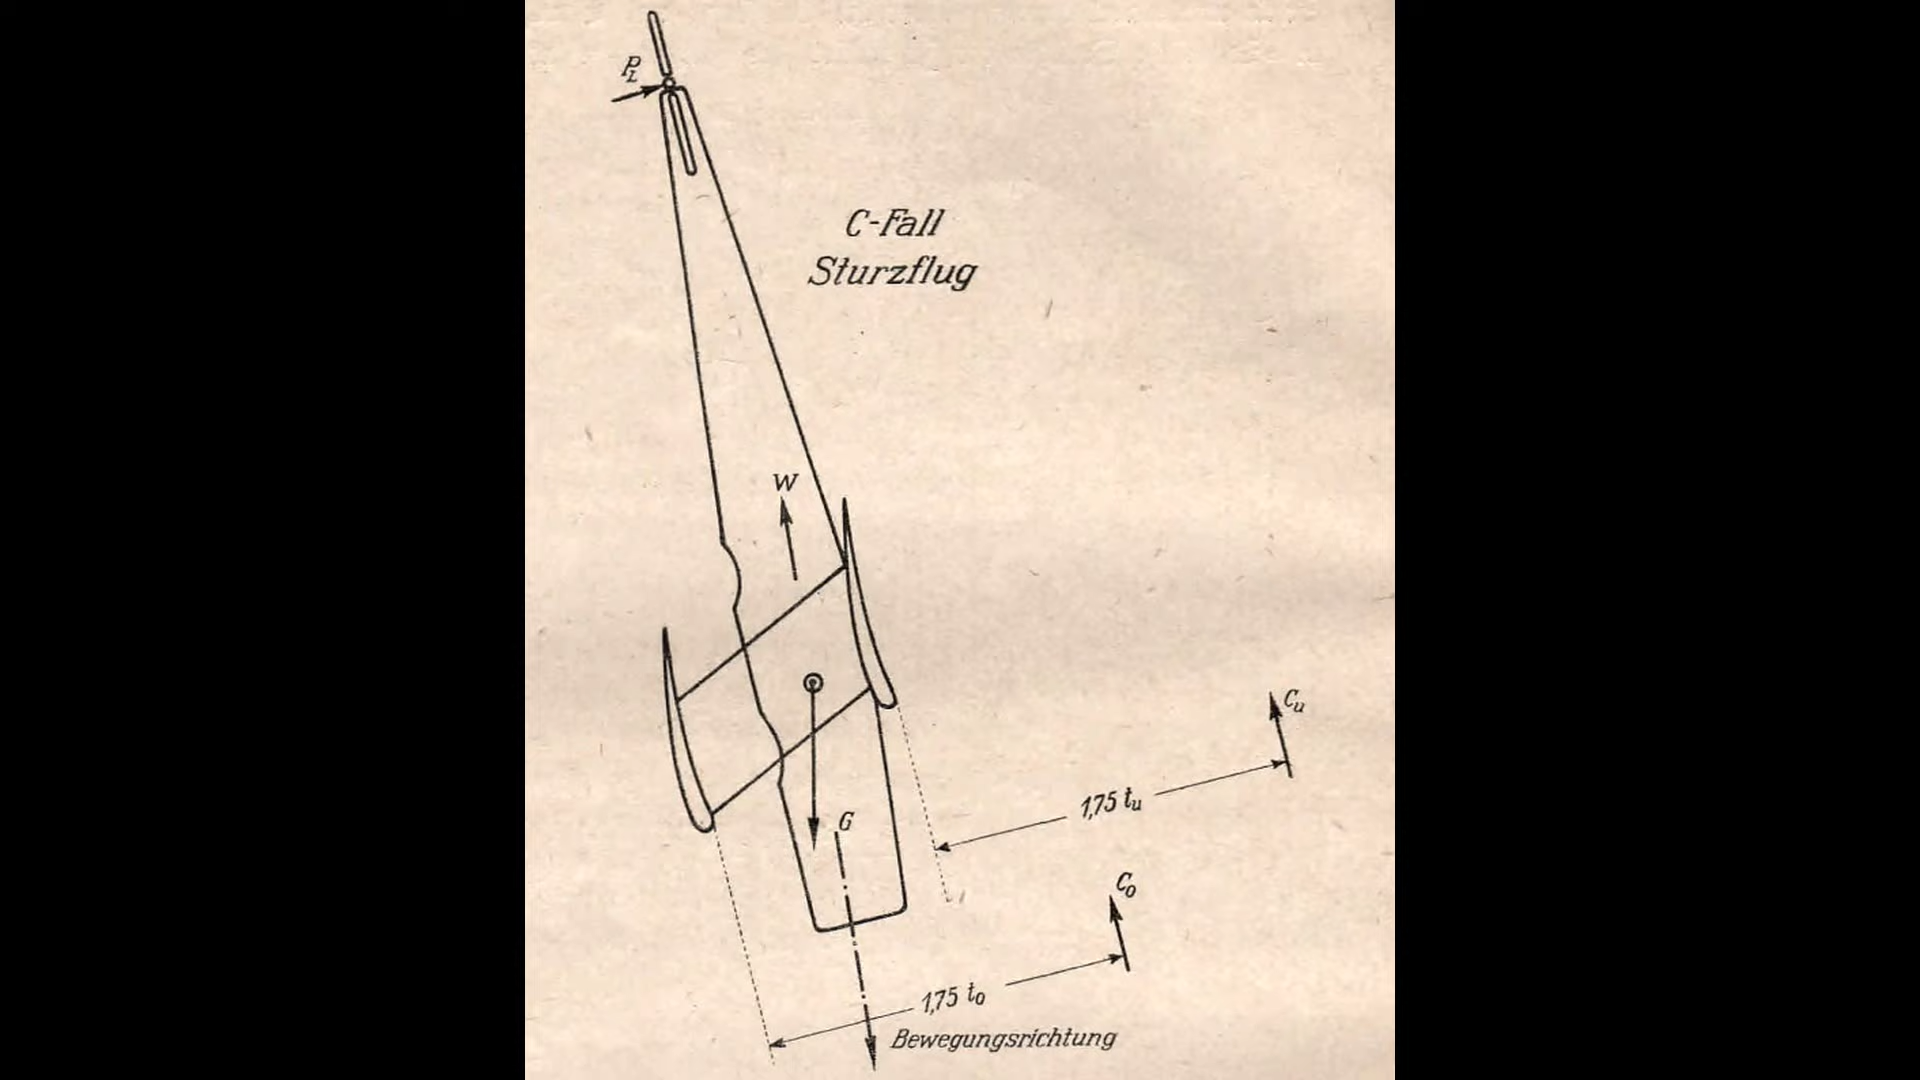 P_L
C-Fall
Sturzflug
W
C_u
1,75 t_u
G
C_o
1,75 t_o
Bewegungsrichtung